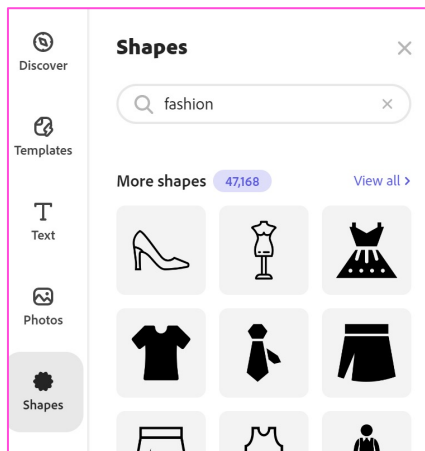 Discover
Templates
Text
Photos
Shapes
Shapes
fashion
More shapes 47,168 View all